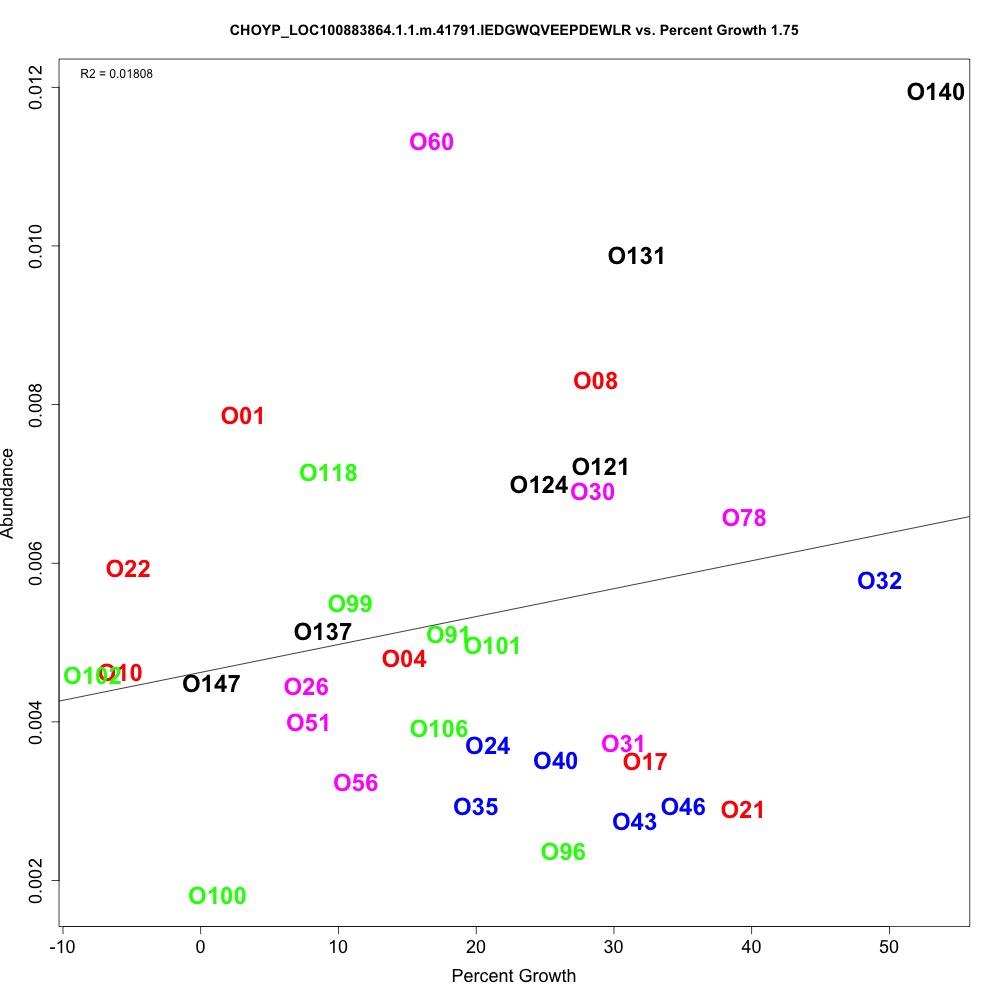 CHOYP_LOC100883864.1.1.m.41791.IEDGWQVEEPDEWLR vs. Percent Growth 1.75
R2 = 0.01808
0.012
O140
O60
0.010
O131
O08
0.008
O01
O121
O118
O124
O30
O78
Abundance
O22
0.006
O32
O99
O137
O91
O101
O04
O10
O102
O147
O26
O51
0.004
O106
O24
O31
O40
O17
O56
O35
O46
O21
O43
O96
0.002
O100
-10 0 10 20 30 40 50
Percent Growth